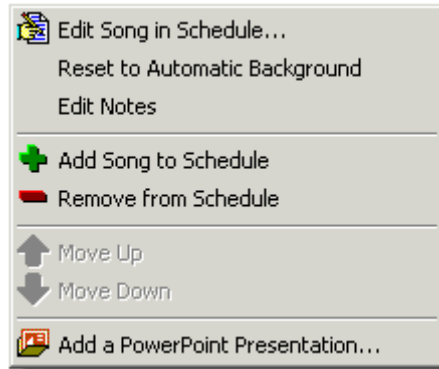 Edit Song in Schedule...
Reset to Automatic Background
Edit Notes
Add Song to Schedule
Remove from Schedule
Move Up
Move Down
Add a PowerPoint Presentation...